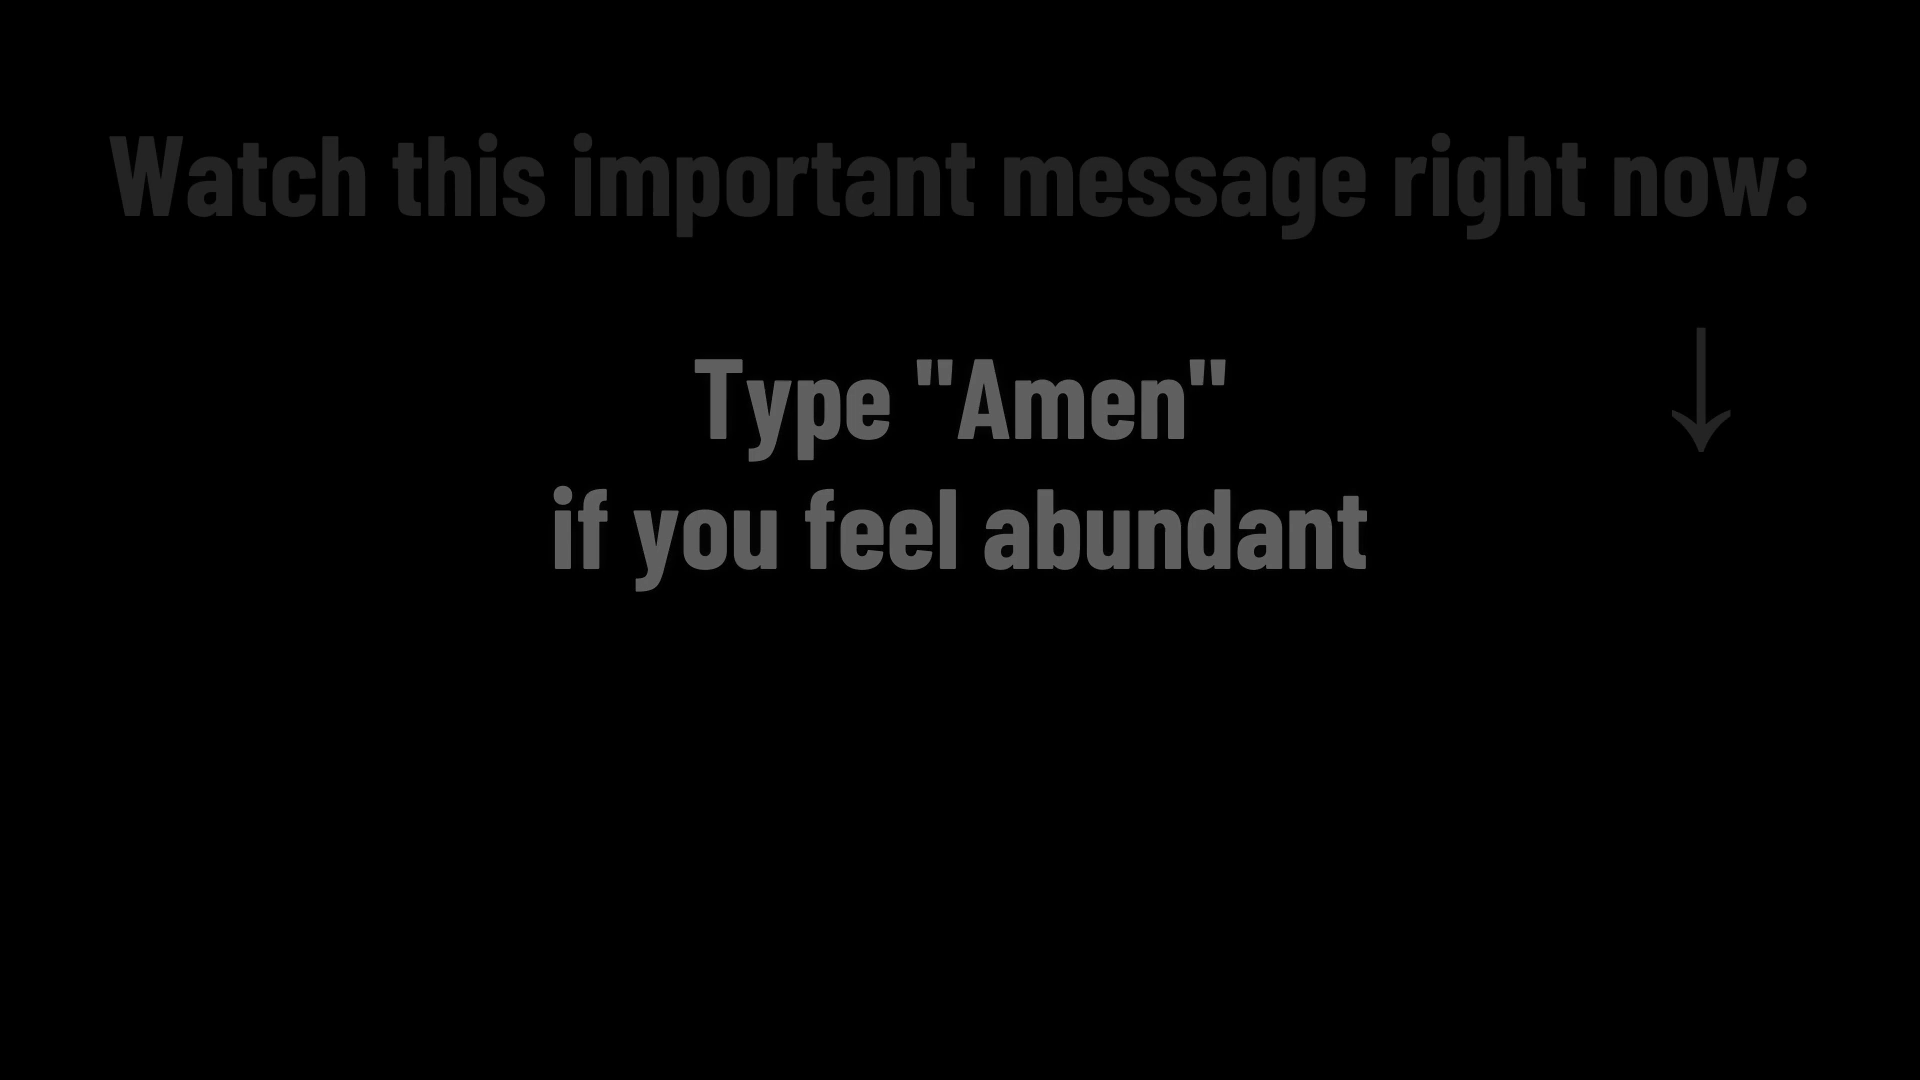 Watch this important message right now:
↓
Type "Amen"
if you feel abundant